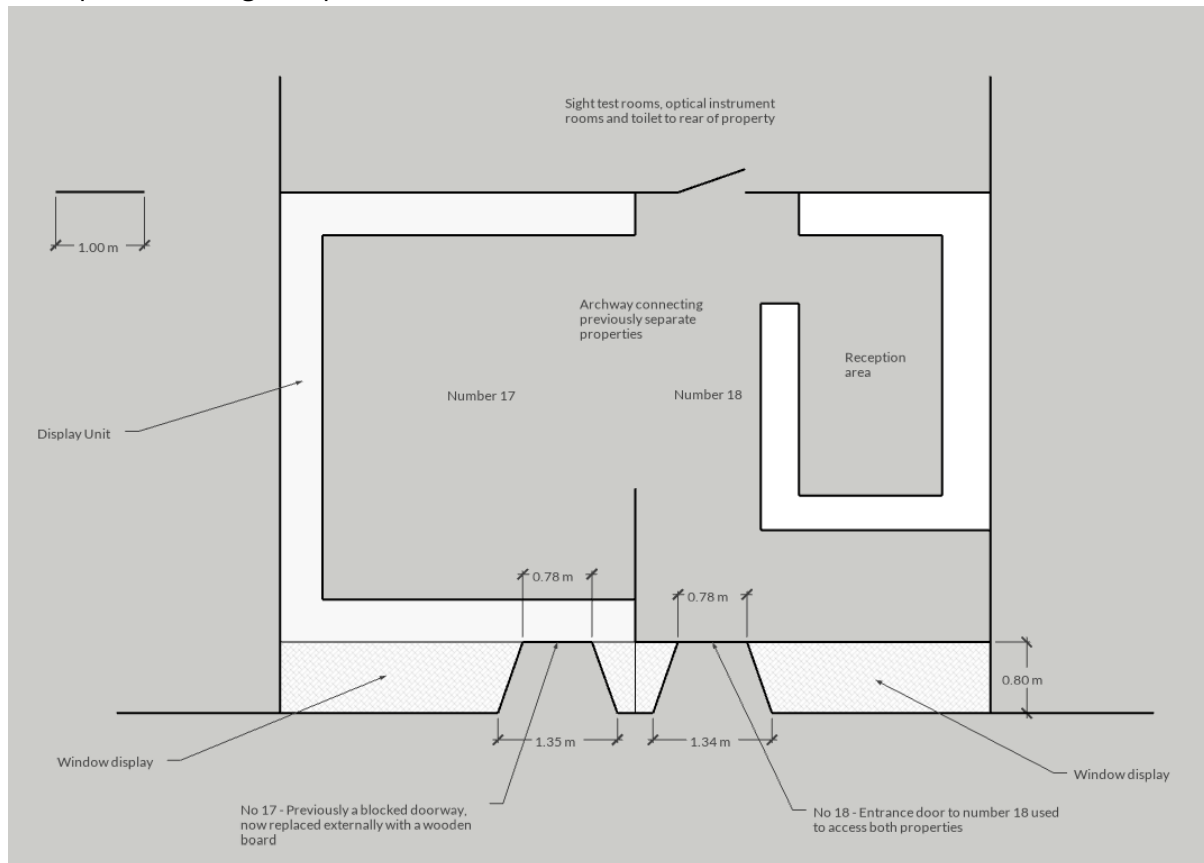 Sight test rooms, optical instrument
rooms and toilet to rear of property
1.00 m
Archway connecting
previously separate
properties
Reception
area
Number 17
Number 18
Display Unit
0.78 m
0.78 m
0.80 m
1.35 m
1.34 m
Window display
Window display
No 17 - Previously a blocked doorway,
now replaced externally with a wooden
board
No 18 - Entrance door to number 18 used
to access both properties